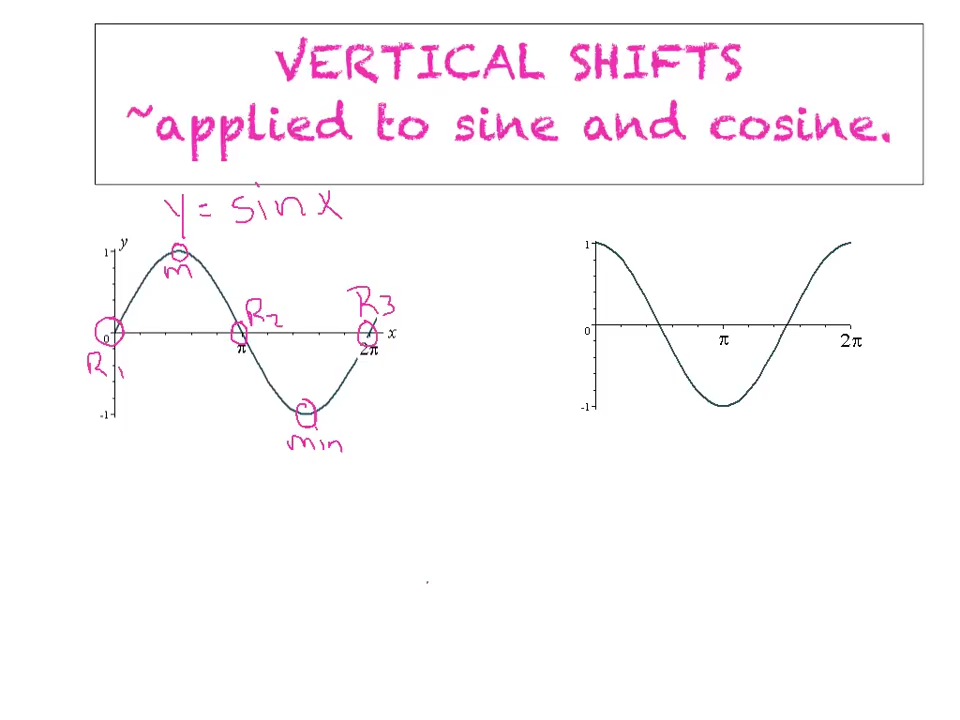 VERTICAL SHIFTS
~applied to sine and cosine.
y = sin x
y
1
m
R1
0
R2
π
R3
x
2π
-1
min
1
0
π
2π
-1